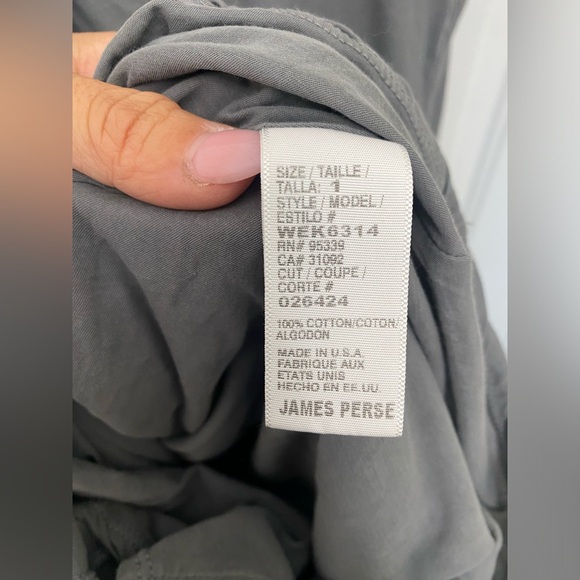 SIZE / TAILLE /
TALLA: 1
STYLE / MODEL /
ESTILO #
WEK6314
RN# 95339
CA# 31092
CUT / COUPE /
CORTE #
026424
100% COTTON/COTON/
ALGODON
MADE IN U.S.A.
FABRIQUE AUX
ETATS UNIS
HECHO EN EE.UU.
JAMES PERSE